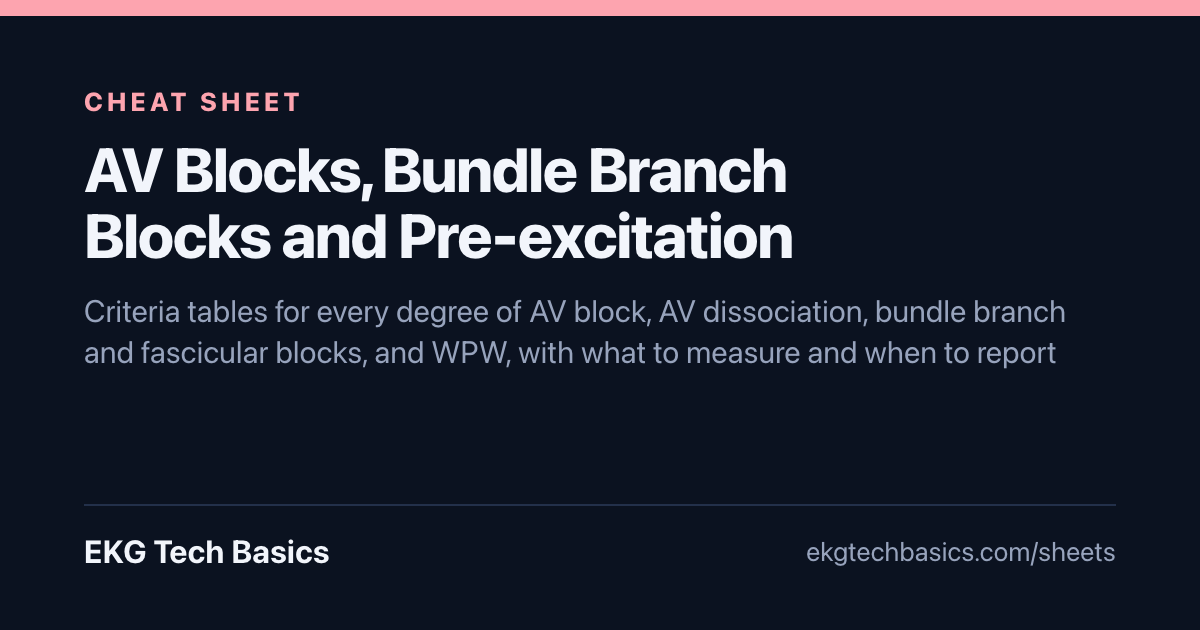 CHEAT SHEET
AV Blocks, Bundle Branch
Blocks and Pre-excitation
Criteria tables for every degree of AV block, AV dissociation, bundle branch
and fascicular blocks, and WPW, with what to measure and when to report
EKG Tech Basics
ekgtechbasics.com/sheets